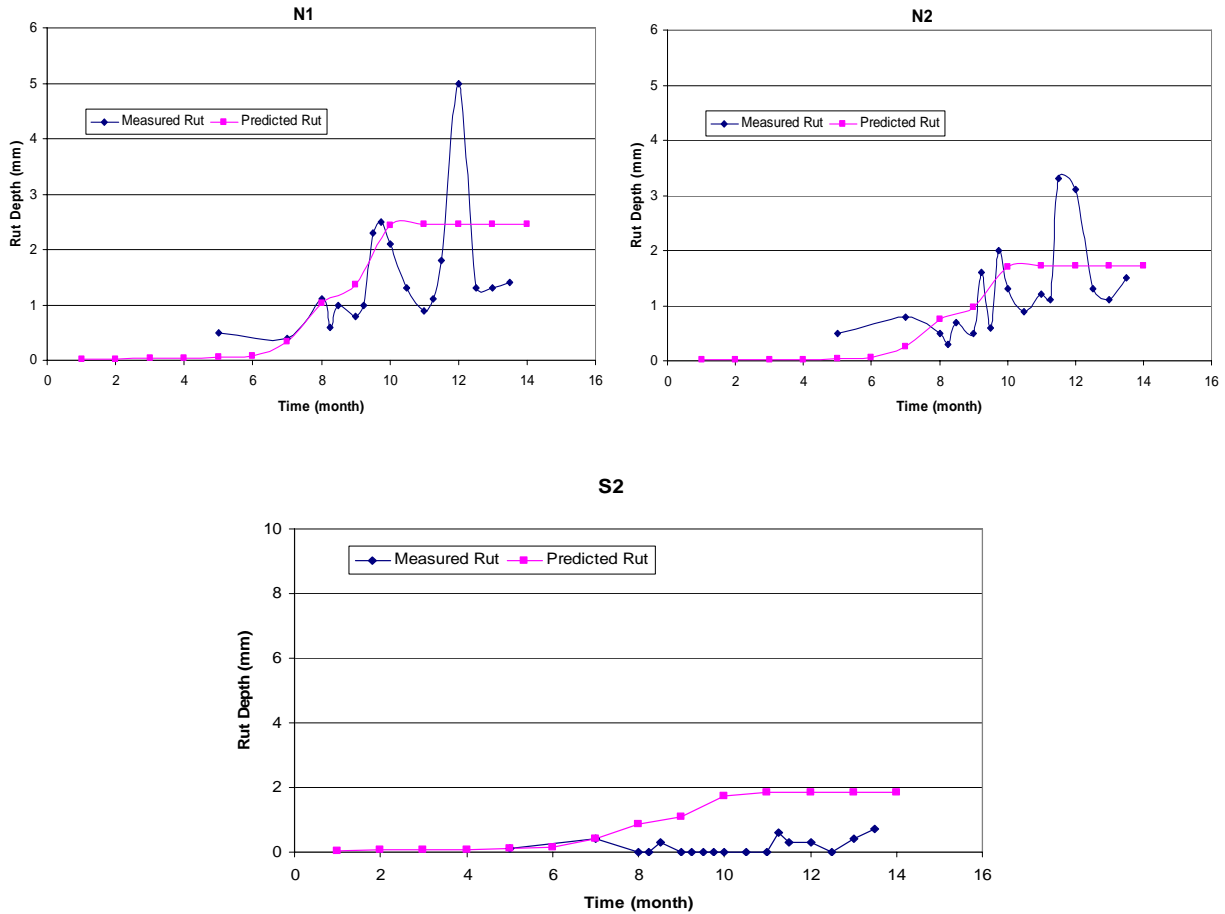 N1
6
5
4
3
2
1
0
Rut Depth (mm)
Measured Rut Predicted Rut
0 2 4 6 8 10 12 14 16
Time (month)
N2
6
5
4
3
2
1
0
Rut Depth (mm)
Measured Rut Predicted Rut
0 2 4 6 8 10 12 14 16
Time (month)
S2
10
8
6
4
2
0
Rut Depth (mm)
Measured Rut Predicted Rut
0 2 4 6 8 10 12 14 16
Time (month)